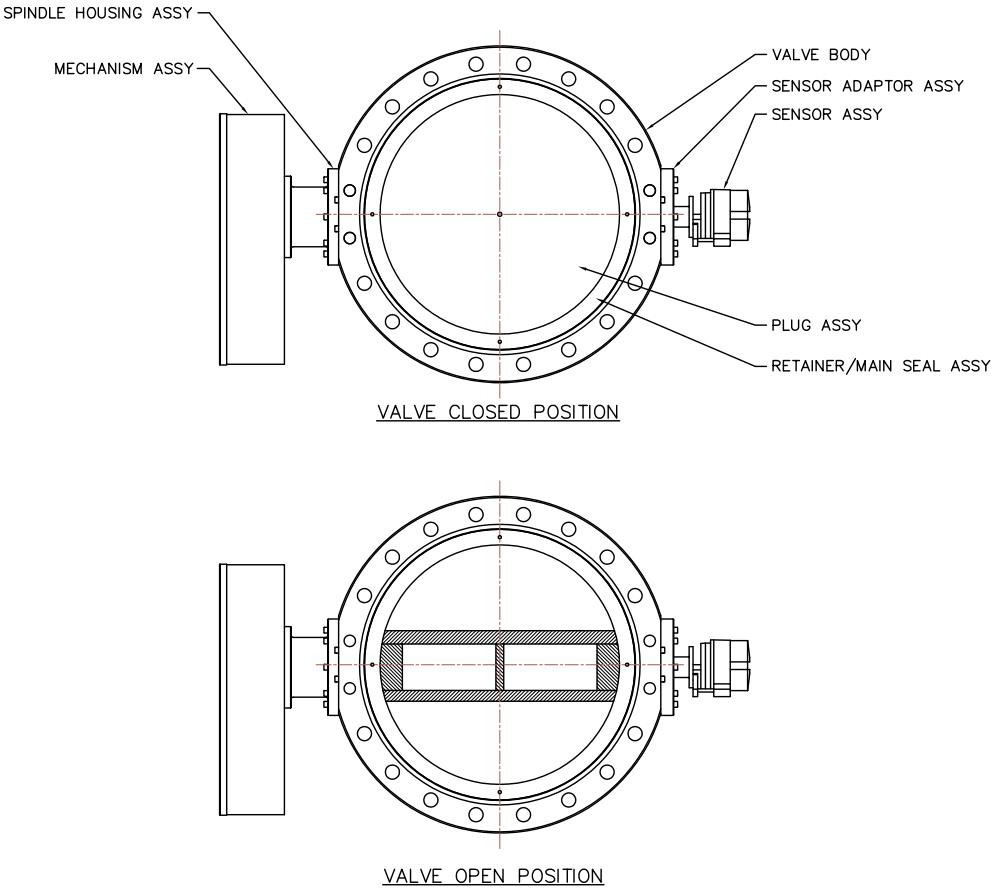 SPINDLE HOUSING ASSY
MECHANISM ASSY
VALVE BODY
SENSOR ADAPTOR ASSY
SENSOR ASSY
PLUG ASSY
RETAINER/MAIN SEAL ASSY
VALVE CLOSED POSITION
VALVE OPEN POSITION